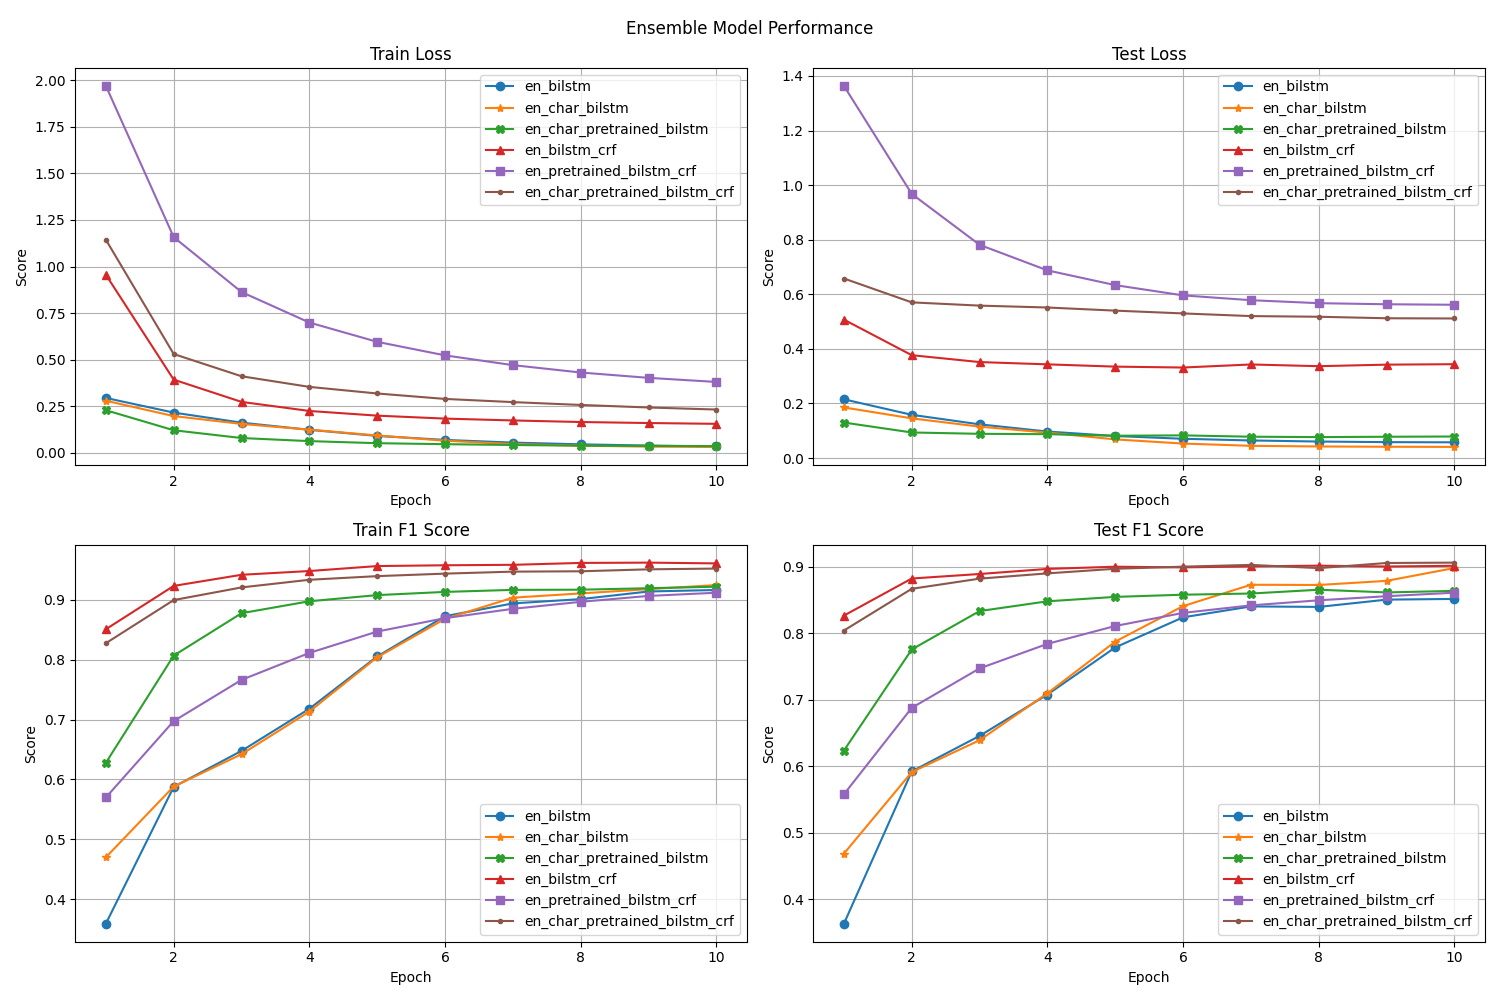 Ensemble Model Performance
Train Loss
Score
2.00
1.75
1.50
1.25
1.00
0.75
0.50
0.25
0.00
en_bilstm
en_char_bilstm
en_char_pretrained_bilstm
en_bilstm_crf
en_pretrained_bilstm_crf
en_char_pretrained_bilstm_crf
2 4 6 8 10
Epoch
Test Loss
Score
1.4
1.2
1.0
0.8
0.6
0.4
0.2
0.0
en_bilstm
en_char_bilstm
en_char_pretrained_bilstm
en_bilstm_crf
en_pretrained_bilstm_crf
en_char_pretrained_bilstm_crf
2 4 6 8 10
Epoch
Train F1 Score
Score
0.9
0.8
0.7
0.6
0.5
0.4
en_bilstm
en_char_bilstm
en_char_pretrained_bilstm
en_bilstm_crf
en_pretrained_bilstm_crf
en_char_pretrained_bilstm_crf
2 4 6 8 10
Epoch
Test F1 Score
Score
0.9
0.8
0.7
0.6
0.5
0.4
en_bilstm
en_char_bilstm
en_char_pretrained_bilstm
en_bilstm_crf
en_pretrained_bilstm_crf
en_char_pretrained_bilstm_crf
2 4 6 8 10
Epoch